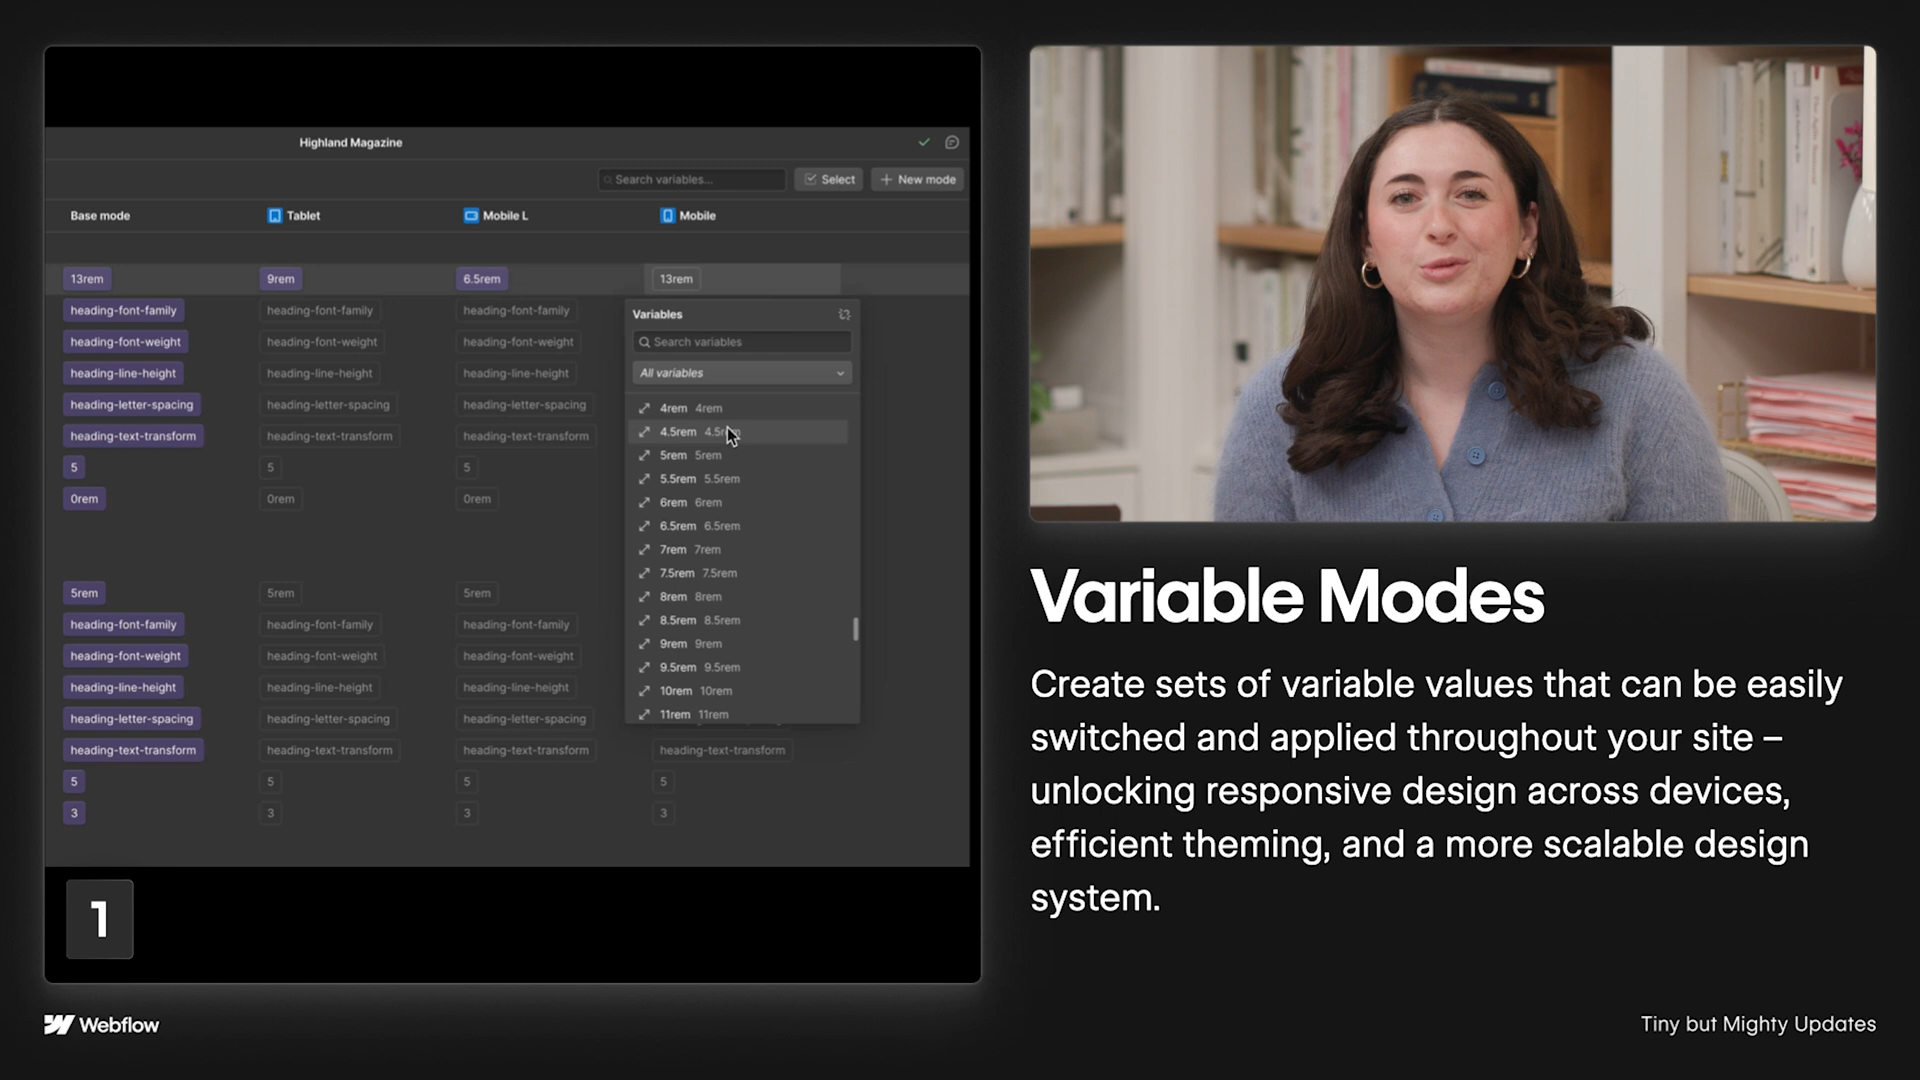 Highland Magazine
Search variables...
Select
New mode
Base mode
Tablet
Mobile L
Mobile
13rem
9rem
6.5rem
13rem
heading-font-family
heading-font-family
heading-font-family
heading-font-weight
heading-font-weight
heading-font-weight
heading-line-height
heading-line-height
heading-line-height
heading-letter-spacing
heading-letter-spacing
heading-letter-spacing
heading-text-transform
heading-text-transform
heading-text-transform
5
5
5
0rem
0rem
0rem
5rem
5rem
5rem
heading-font-family
heading-font-family
heading-font-family
heading-font-weight
heading-font-weight
heading-font-weight
heading-line-height
heading-line-height
heading-line-height
heading-letter-spacing
heading-letter-spacing
heading-letter-spacing
heading-text-transform
heading-text-transform
heading-text-transform
heading-text-transform
5
5
5
5
3
3
3
3
Variables
Search variables
All variables
4rem 4rem
4.5rem
5rem 5rem
5.5rem 5.5rem
6rem 6rem
6.5rem 6.5rem
7rem 7rem
7.5rem 7.5rem
8rem 8rem
8.5rem 8.5rem
9rem 9rem
9.5rem 9.5rem
10rem 10rem
11rem 11rem
1
Variable Modes
Create sets of variable values that can be easily
switched and applied throughout your site –
unlocking responsive design across devices,
efficient theming, and a more scalable design
system.
Webflow
Tiny but Mighty Updates